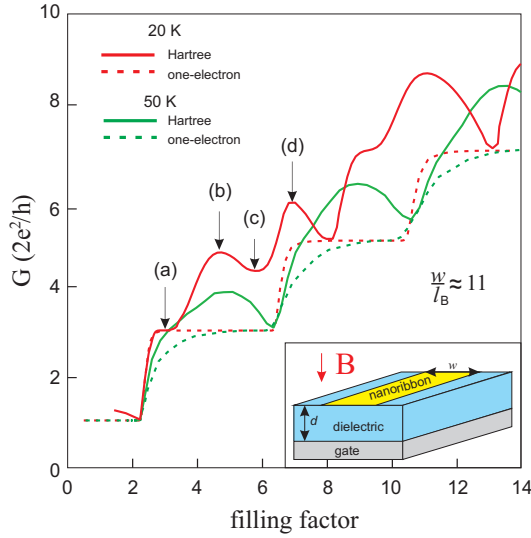 10
8
6
4
2
0
0 2 4 6 8 10 12 14
G (2e²/h)
filling factor
20 K
Hartree
one-electron
50 K
Hartree
one-electron
(a)
(b)
(c)
(d)
w/l_B ≈ 11
B
w
nanoribbon
d
dielectric
gate